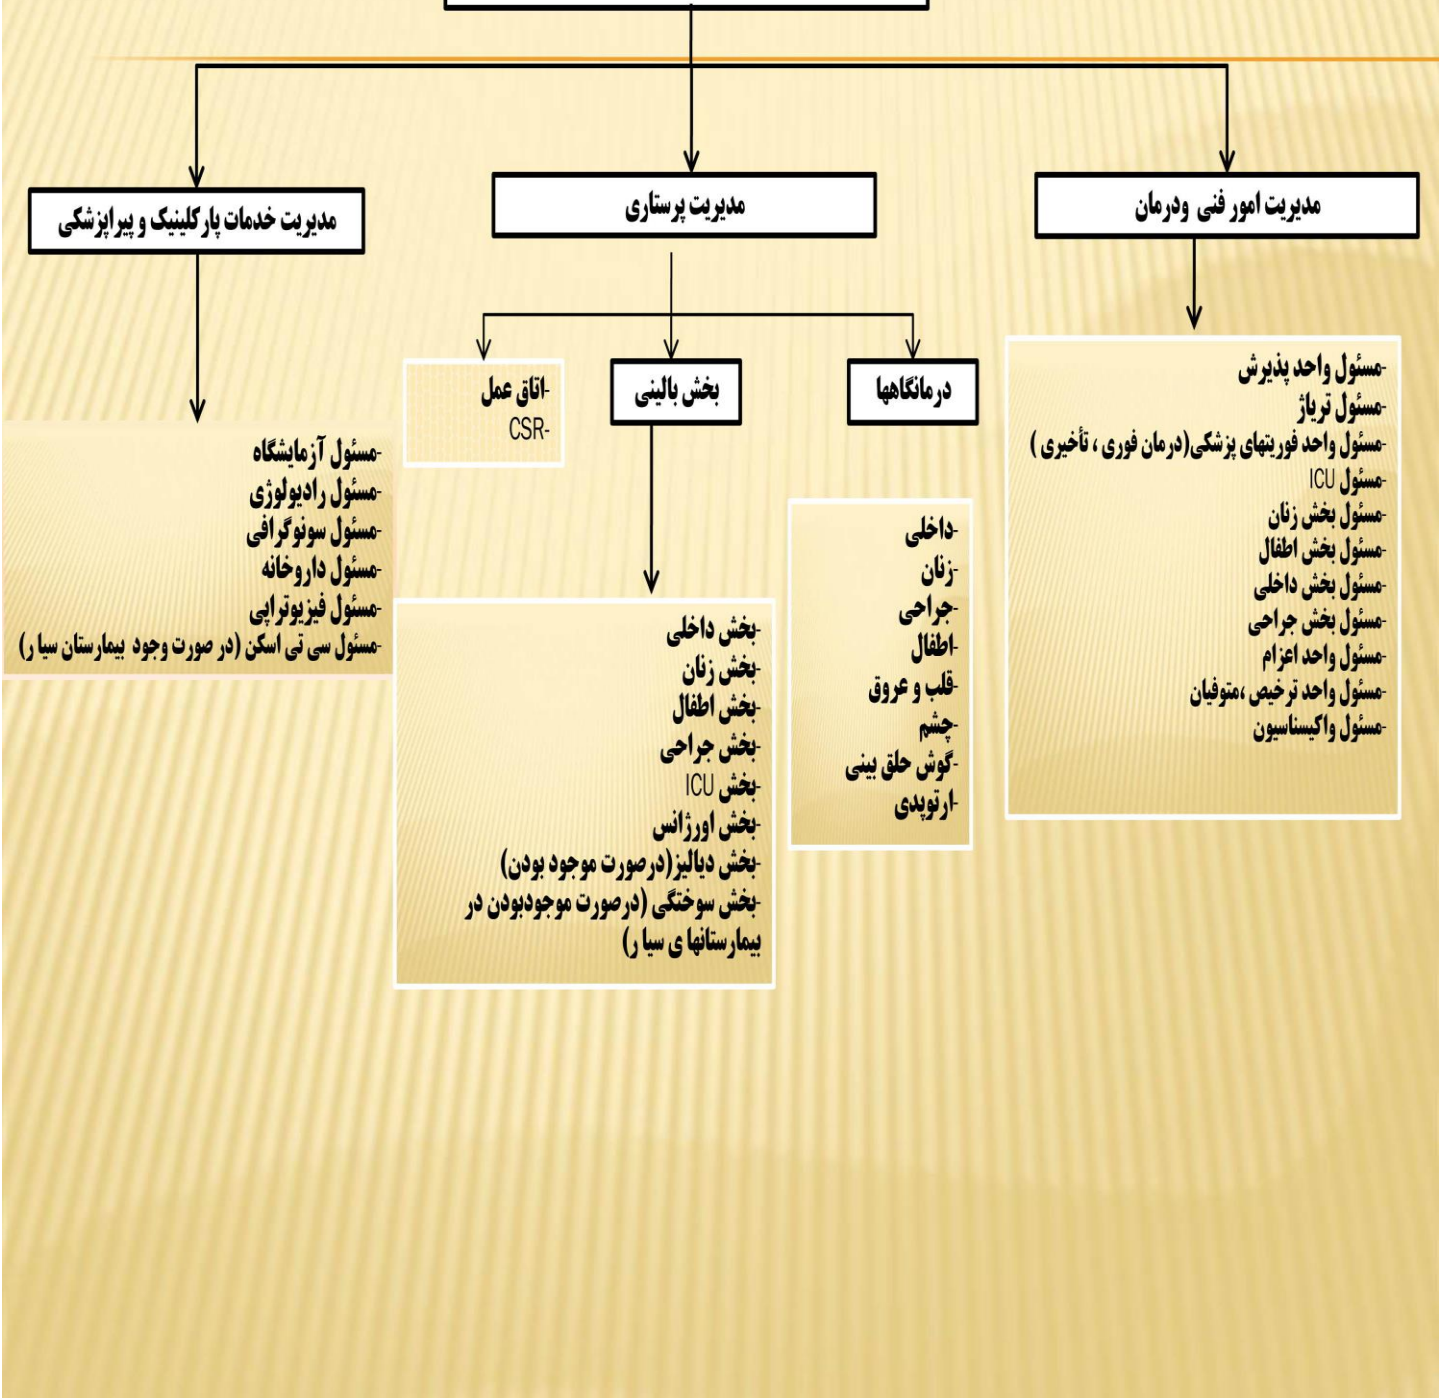 مدیریت امور فنی ودرمان
مدیریت پرستاری
مدیریت خدمات پارکلینیک و پیراپزشکی
-مسئول واحد پذیرش
-مسئول تریاژ
-مسئول واحد فوریتهای پزشکی(درمان فوری ، تأخیری )
-مسئول ICU
-مسئول بخش زنان
-مسئول بخش اطفال
-مسئول بخش داخلی
-مسئول بخش جراحی
-مسئول واحد اعزام
-مسئول واحد ترخیص ،متوفیان
-مسئول واکیسناسیون
درمانگاهها
بخش بالینی
-اتاق عمل
-CSR
-داخلی
-زنان
-جراحی
-اطفال
-قلب و عروق
-چشم
-گوش حلق بینی
-ارتوپدی
-بخش داخلی
-بخش زنان
-بخش اطفال
-بخش جراحی
-بخش ICU
-بخش اورژانس
-بخش دیالیز(درصورت موجود بودن)
-بخش سوختگی (درصورت موجودبودن در
بیمارستانها ی سیا ر)
-مسئول آزمایشگاه
-مسئول رادیولوژی
-مسئول سونوگرافی
-مسئول داروخانه
-مسئول فیزیوتراپی
-مسئول سی تی اسکن (در صورت وجود بیمارستان سیا ر)